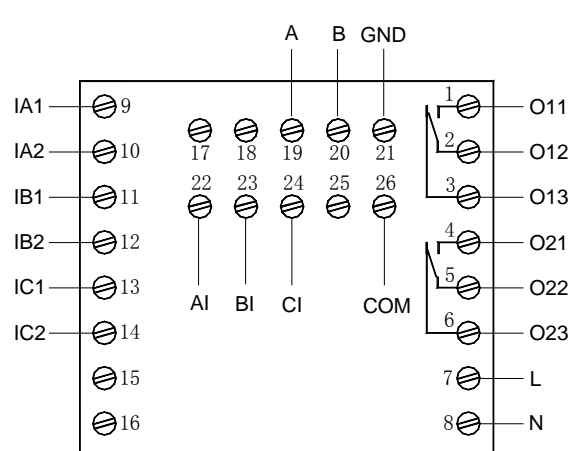 A B GND
IA1 9 1 O11
17 18 19 20 21
IA2 10 2 O12
22 23 24 25 26
IB1 11 3 O13
IB2 12 4 O21
IC1 13 AI BI CI COM 5 O22
IC2 14 6 O23
15 7 L
16 8 N